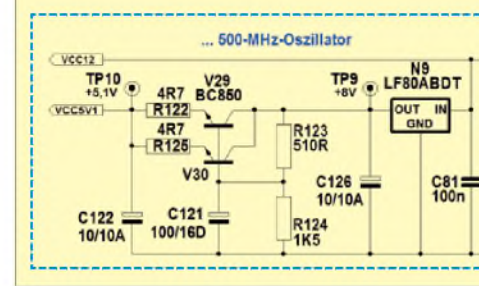 ... 500-MHz-Oszillator
VCC12
TP10
+5,1V
VCC5V1
4R7
R122
V29
BC850
4R7
R125
V30
TP9
+8V
N9
LF80ABDT
OUT IN
GND
R123
510R
C126
10/10A
C81
100n
C122
10/10A
C121
100/16D
R124
1K5